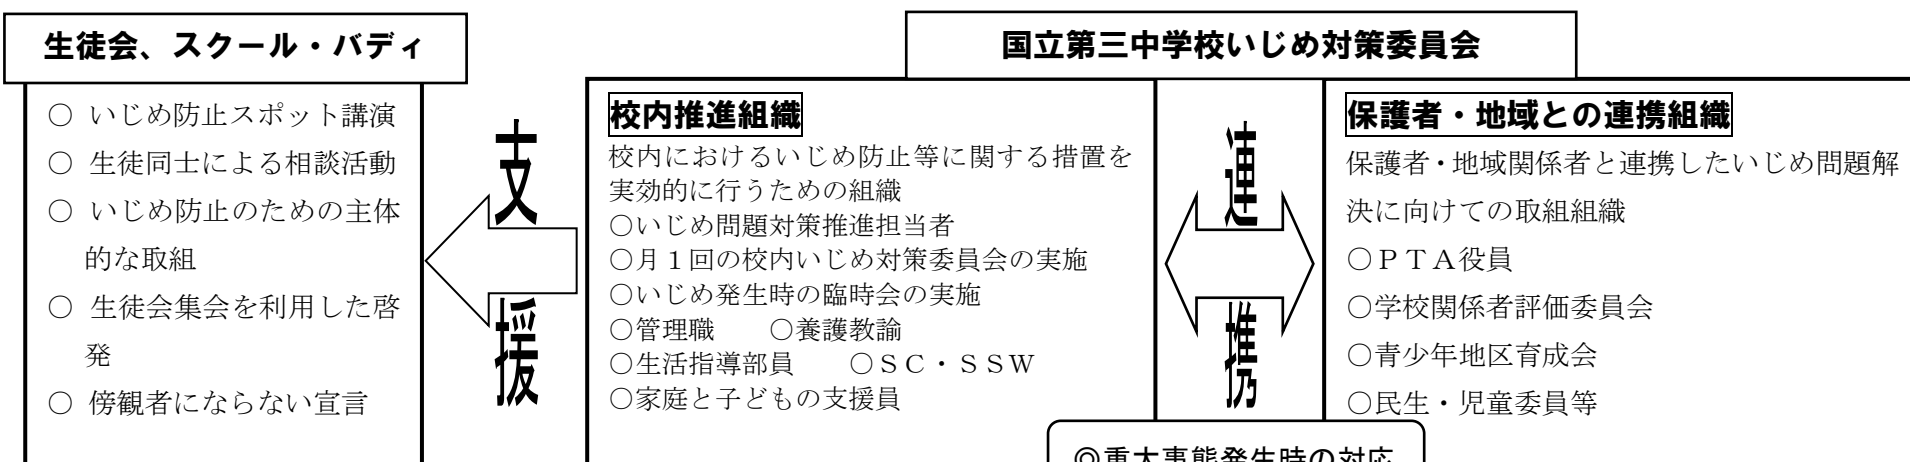 生徒会、スクール・バディ
○ いじめ防止スポット講演
○ 生徒同士による相談活動
○ いじめ防止のための主体
的な取組
○ 生徒会集会を利用した啓
発
○ 傍観者にならない宣言
支援
国立第三中学校いじめ対策委員会
校内推進組織
校内におけるいじめ防止等に関する措置を
実効的に行うための組織
○いじめ問題対策推進担当者
○月1回の校内いじめ対策委員会の実施
○いじめ発生時の臨時会の実施
○管理職　○養護教諭
○生活指導部員　○SC・SSW
○家庭と子どもの支援員
連携
保護者・地域との連携組織
保護者・地域関係者と連携したいじめ問題解
決に向けての取組組織
○PTA役員
○学校関係者評価委員会
○青少年地区育成会
○民生・児童委員等
◎重大事態発生時の対応